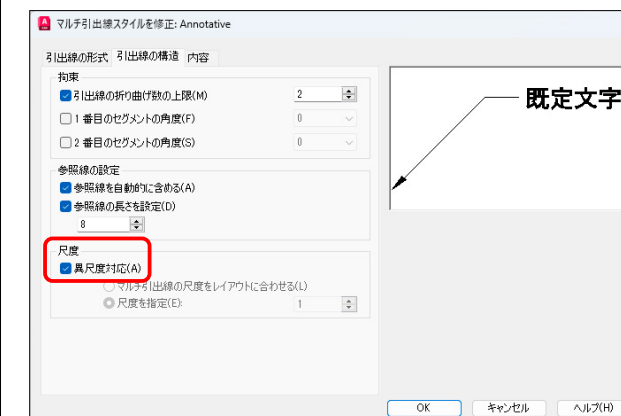 マルチ引出線スタイルを修正: Annotative
引出線の形式 引出線の構造 内容
拘束
引出線の折り曲げ数の上限(M) 2
1 番目のセグメントの角度(F) 0
2 番目のセグメントの角度(S) 0
参照線の設定
参照線を自動的に含める(A)
参照線の長さを設定(D)
8
尺度
異尺度対応(A)
マルチ引出線の尺度をレイアウトに合わせる(L)
尺度を指定(E): 1
既定文字
OK キャンセル ヘルプ(H)